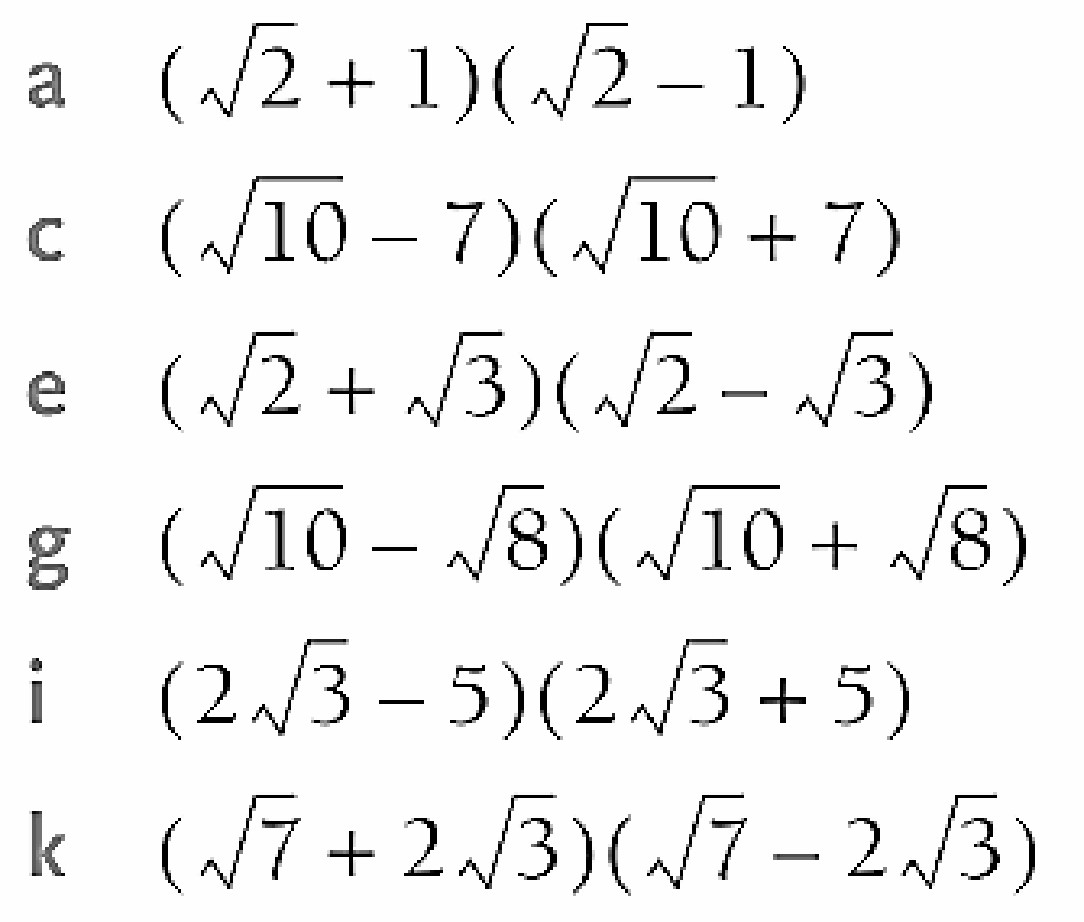 a (√2 + 1)(√2 – 1)
c (√10 – 7)(√10 + 7)
e (√2 + √3)(√2 – √3)
g (√10 – √8)(√10 + √8)
i (2√3 – 5)(2√3 + 5)
k (√7 + 2√3)(√7 – 2√3)